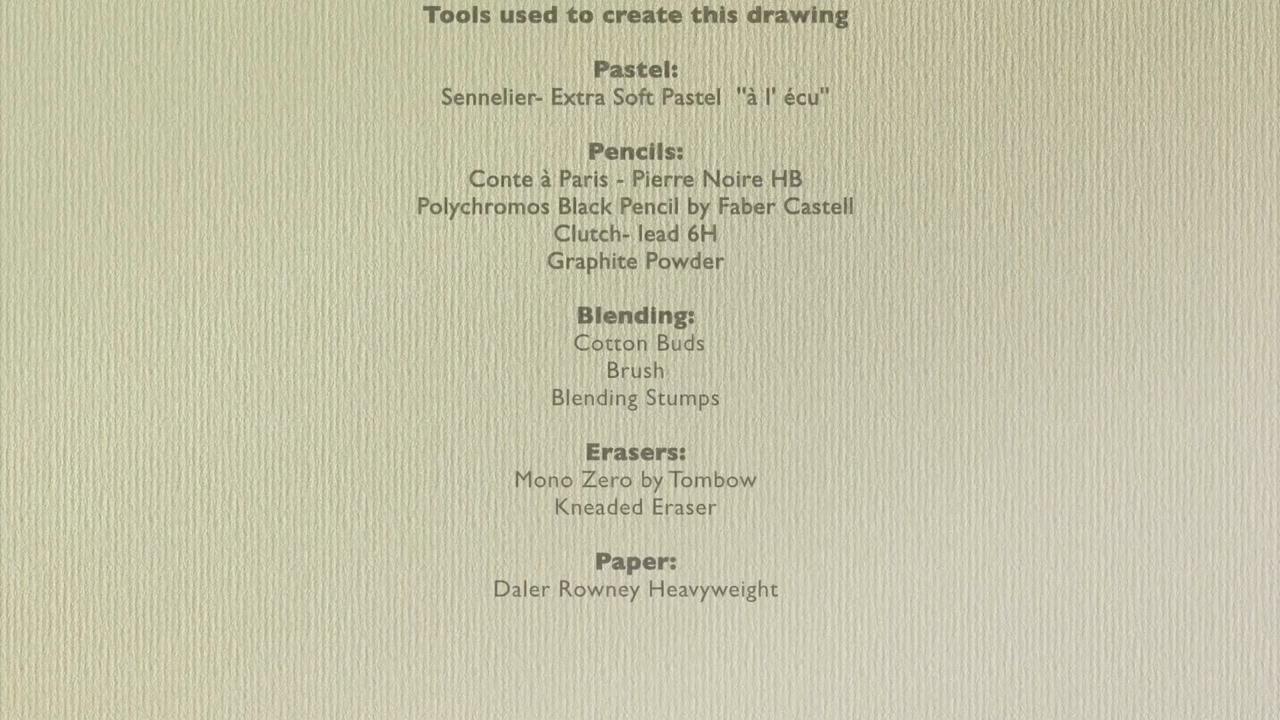 Tools used to create this drawing
Pastel:
Sennelier- Extra Soft Pastel "à l' écu"
Pencils:
Conte à Paris - Pierre Noire HB
Polychromos Black Pencil by Faber Castell
Clutch- lead 6H
Graphite Powder
Blending:
Cotton Buds
Brush
Blending Stumps
Erasers:
Mono Zero by Tombow
Kneaded Eraser
Paper:
Daler Rowney Heavyweight